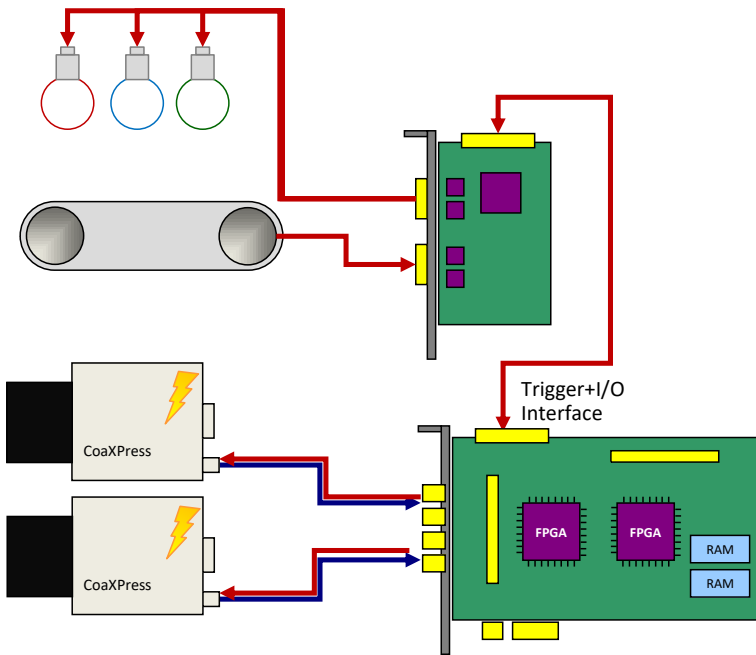 Trigger+I/O
Interface
CoaXPress
CoaXPress
FPGA
FPGA
RAM
RAM